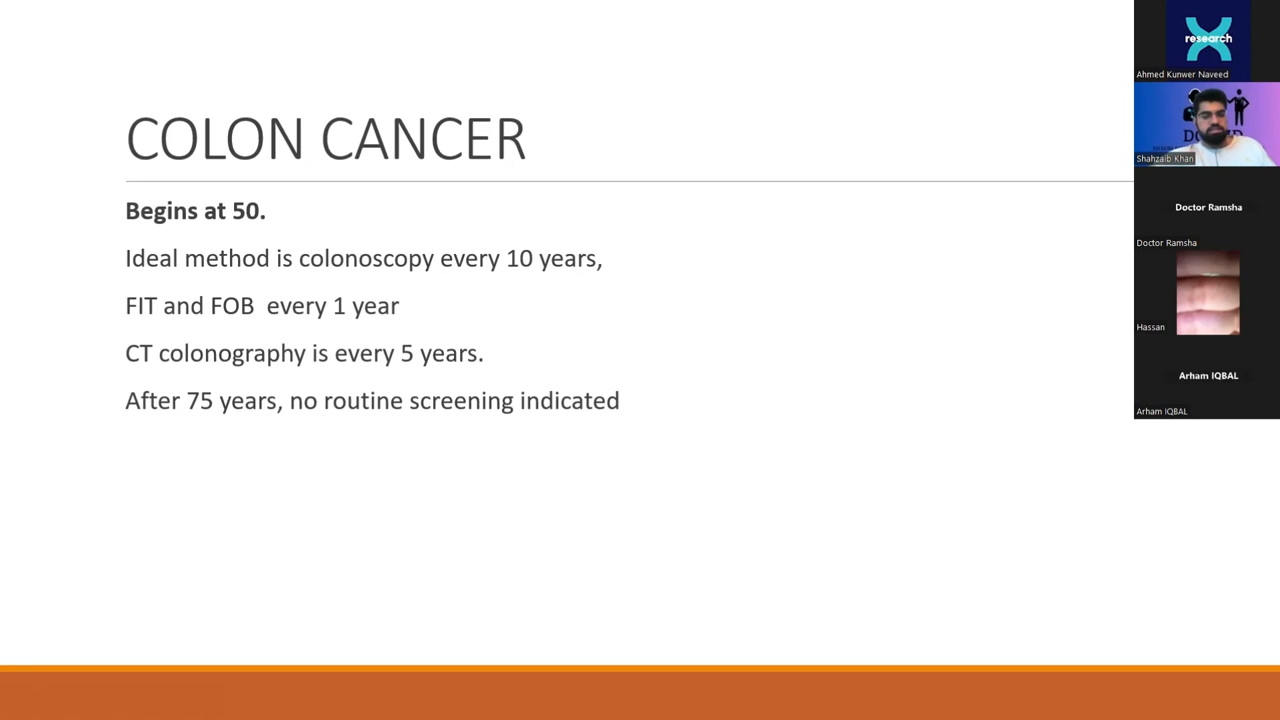 COLON CANCER
Begins at 50.
Ideal method is colonoscopy every 10 years,
FIT and FOB every 1 year
CT colonography is every 5 years.
After 75 years, no routine screening indicated
research
Ahmed Kunwer Naveed
Shahzaib Khan
Doctor Ramsha
Doctor Ramsha
Hassan
Arham IQBAL
Arham IQBAL